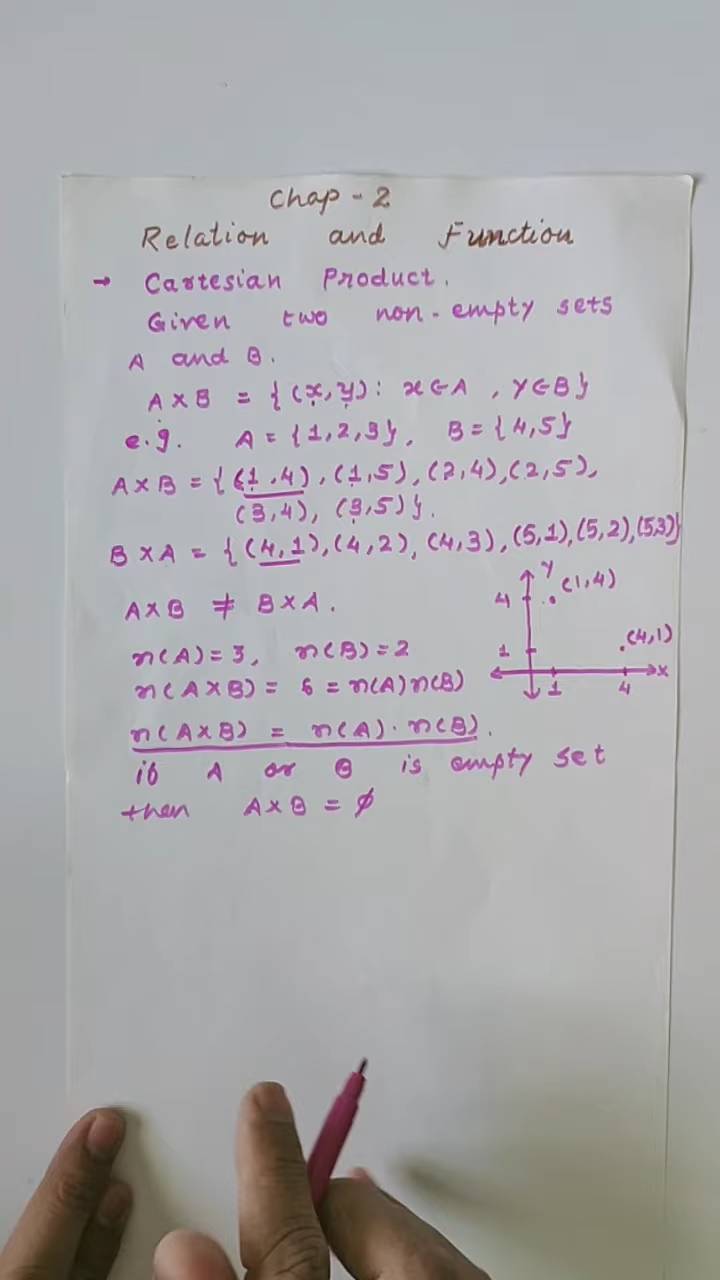 Chap - 2
Relation and Function
→ Cartesian Product.
Given two non-empty sets
A and B.
A × B = {(x,y): x ∈ A , y ∈ B}
e.g. A = {1,2,3}, B = {4,5}
A × B = {(1,4), (1,5), (2,4), (2,5),
(3,4), (3,5)}.
B × A = {(4,1), (4,2), (4,3), (5,1), (5,2), (5,3)}
A × B ≠ B × A.
n(A) = 3, n(B) = 2
n(A × B) = 6 = n(A) n(B)
n(A × B) = n(A) · n(B).
Y
4 (1,4)
1 (4,1)
1 4 X
if A or B is empty set
then A × B = ∅